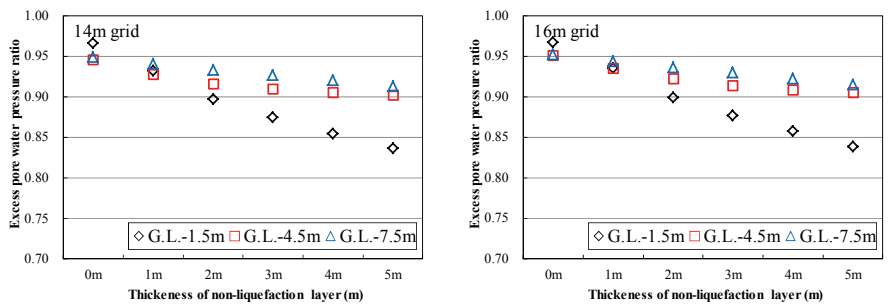 14m grid
Excess pore water pressure ratio
1.00
0.95
0.90
0.85
0.80
0.75
0.70
G.L.-1.5m G.L.-4.5m G.L.-7.5m
0m 1m 2m 3m 4m 5m
Thickeness of non-liquefaction layer (m)
16m grid
Excess pore water pressure ratio
1.00
0.95
0.90
0.85
0.80
0.75
0.70
G.L.-1.5m G.L.-4.5m G.L.-7.5m
0m 1m 2m 3m 4m 5m
Thickeness of non-liquefaction layer (m)